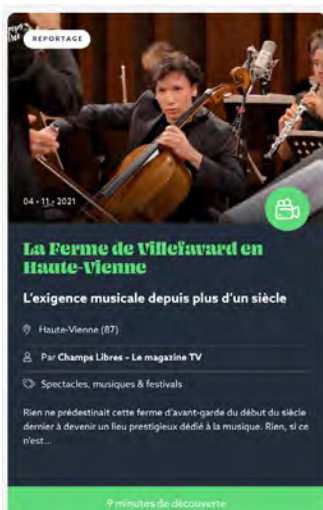 REPORTAGE
04 • 11 • 2021
La Ferme de Villefavard en
Haute-Vienne
L'exigence musicale depuis plus d'un siècle
Haute-Vienne (87)
Par Champs Libres – Le magazine TV
Spectacles, musiques & festivals
Rien ne prédestinait cette ferme d'avant-garde du début du siècle
dernier à devenir un lieu prestigieux dédié à la musique. Rien, si ce
n'est...
9 minutes de découverte